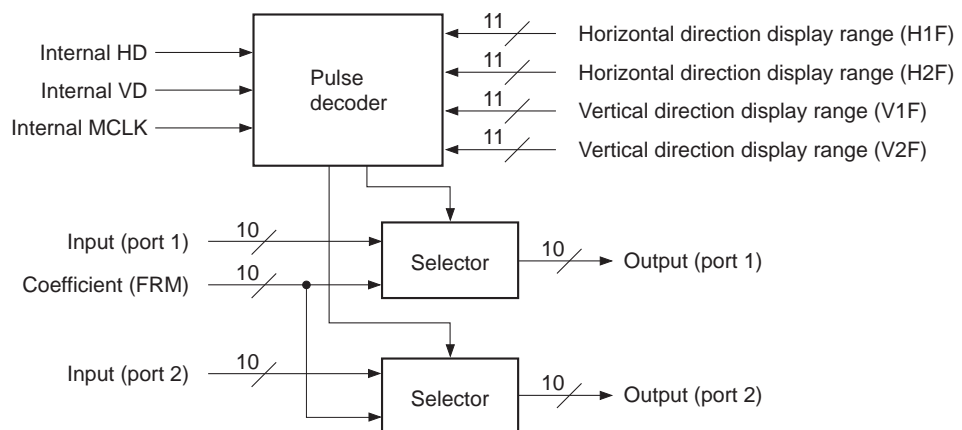 Internal HD
Internal VD
Internal MCLK
Pulse
decoder
11
Horizontal direction display range (H1F)
11
Horizontal direction display range (H2F)
11
Vertical direction display range (V1F)
11
Vertical direction display range (V2F)
Input (port 1)
10
Coefficient (FRM)
10
Selector
10
Output (port 1)
Input (port 2)
10
Selector
10
Output (port 2)